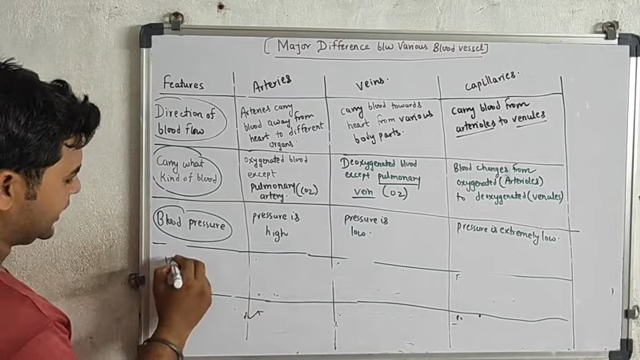 [ Major Difference b/w Various Blood vessel ]
Features
Arteries
veins.
capillaries.
Direction of
blood flow
Arteries carry
blood away from
heart to different
organs
carry blood towards
heart from various
body parts.
carry blood from
arterioles to venules
Carry what
kind of blood
oxygenated blood
except
pulmonary
artery (CO2)
Deoxygenated blood
except pulmonary
vein (O2)
Blood changes from
oxygenated (Arterioles)
to deoxygenated (venules)
Blood pressure
pressure is
high
pressure is
low.
pressure is extremely low.